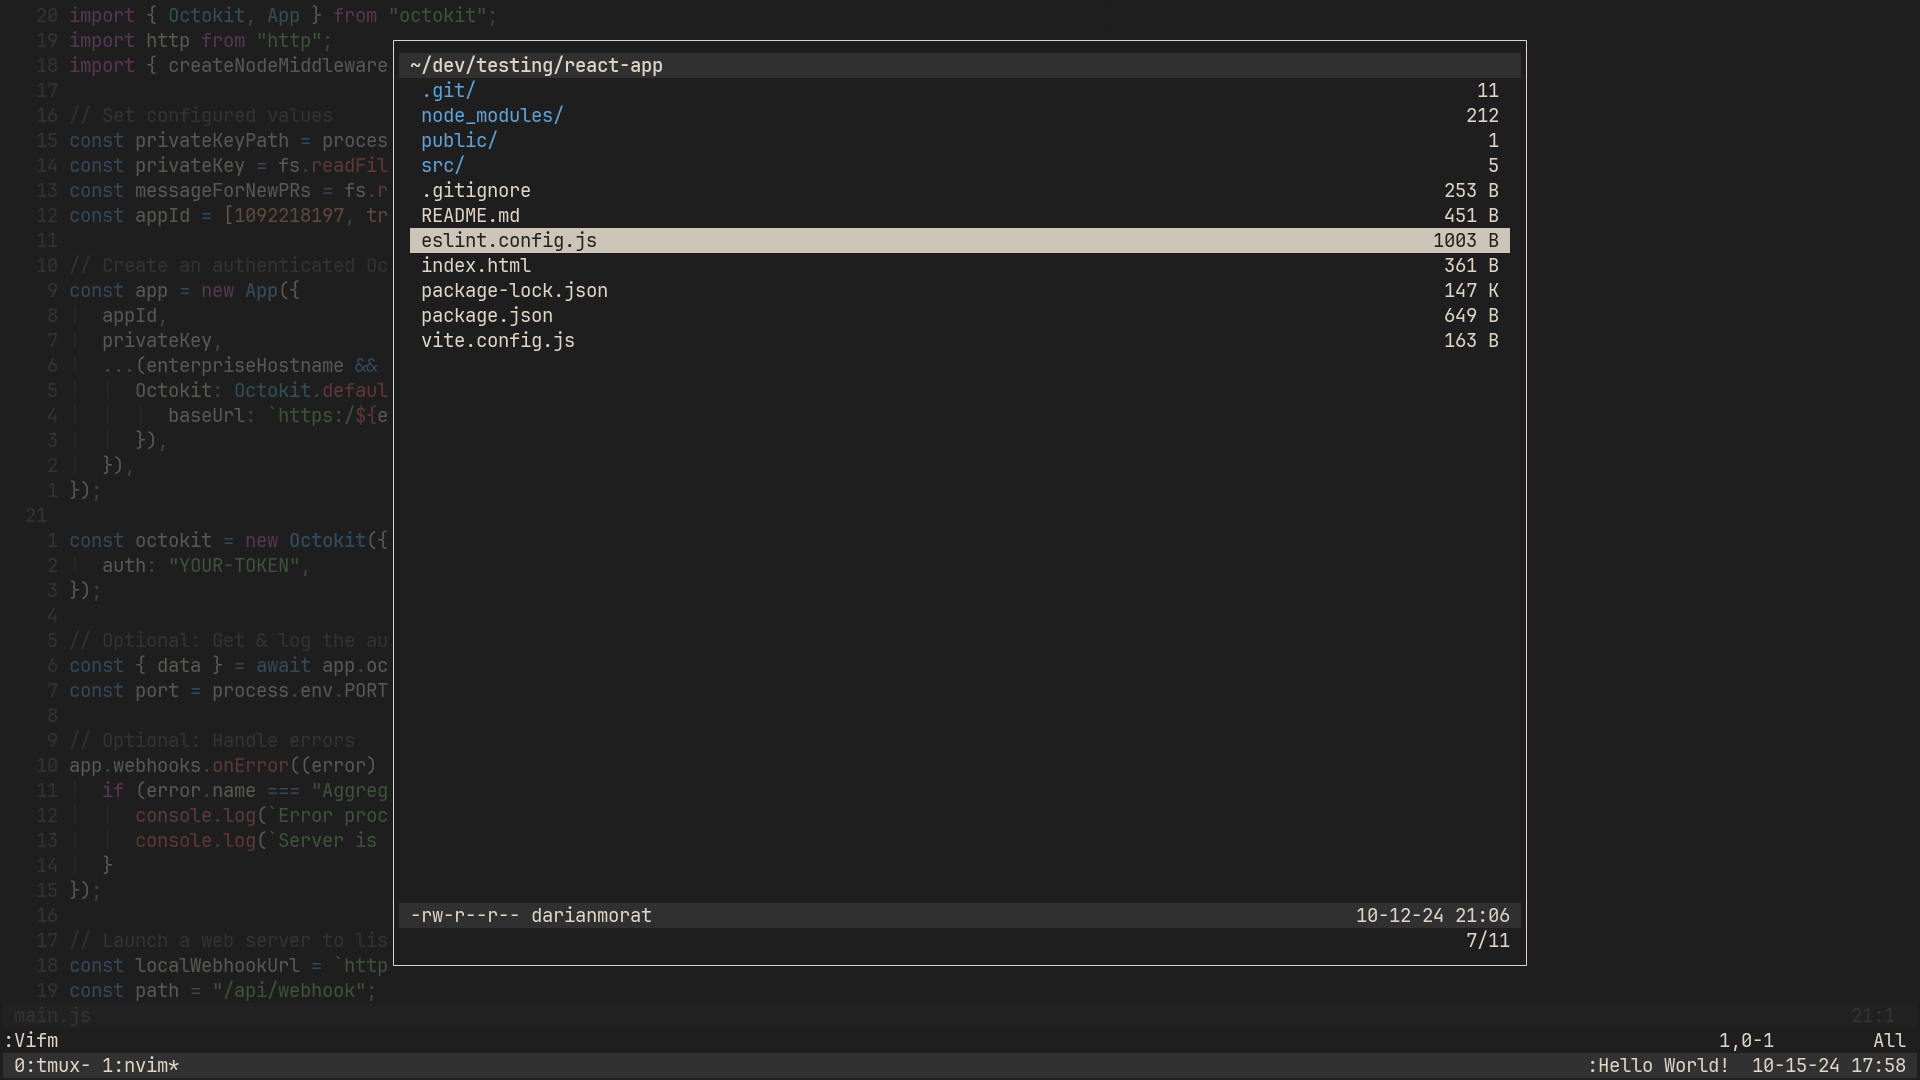 20 import { Octokit, App } from "octokit";
19 import http from "http";
18 import { createNodeMiddleware
17
16 // Set configured values
15 const privateKeyPath = proces
14 const privateKey = fs.readFil
13 const messageForNewPRs = fs.r
12 const appId = [1092218197, tr
11
10 // Create an authenticated Oc
9 const app = new App({
8 appId,
7 privateKey,
6 ...(enterpriseHostname &&
5 Octokit: Octokit.defaul
4 baseUrl: `https:/${e
3 }),
2 }),
1 });
21
1 const octokit = new Octokit({
2 auth: "YOUR-TOKEN",
3 });
4
5 // Optional: Get & log the au
6 const { data } = await app.oc
7 const port = process.env.PORT
8
9 // Optional: Handle errors
10 app.webhooks.onError((error)
11 if (error.name === "Aggreg
12 console.log(`Error proc
13 console.log(`Server is
14 }
15 });
16
17 // Launch a web server to lis
18 const localWebhookUrl = `http
19 const path = "/api/webhook";
~/dev/testing/react-app
.git/ 11
node_modules/ 212
public/ 1
src/ 5
.gitignore 253 B
README.md 451 B
eslint.config.js 1003 B
index.html 361 B
package-lock.json 147 K
package.json 649 B
vite.config.js 163 B
-rw-r--r-- darianmorat 10-12-24 21:06
7/11
main.js 21:1
:Vifm 1,0-1 All
0:tmux- 1:nvim* :Hello World! 10-15-24 17:58